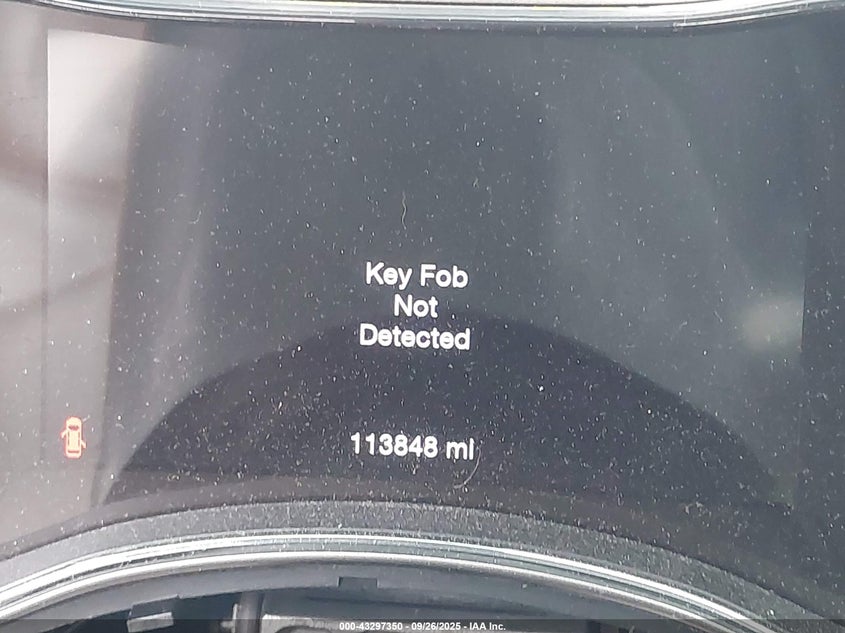 Key Fob
Not
Detected
113848 mi
000-43297350 - 09/26/2025 - IAA Inc.